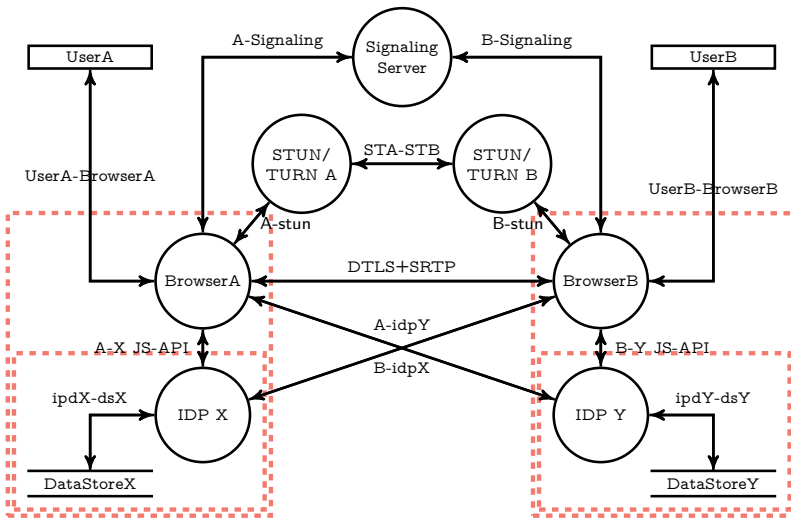 A-Signaling
Signaling
Server
B-Signaling
UserA
UserB
STUN/
TURN A
STA-STB
STUN/
TURN B
UserA-BrowserA
UserB-BrowserB
A-stun
B-stun
BrowserA
DTLS+SRTP
BrowserB
A-idpY
A-X JS-API
B-Y JS-API
B-idpX
ipdX-dsX
IDP X
IDP Y
ipdY-dsY
DataStoreX
DataStoreY